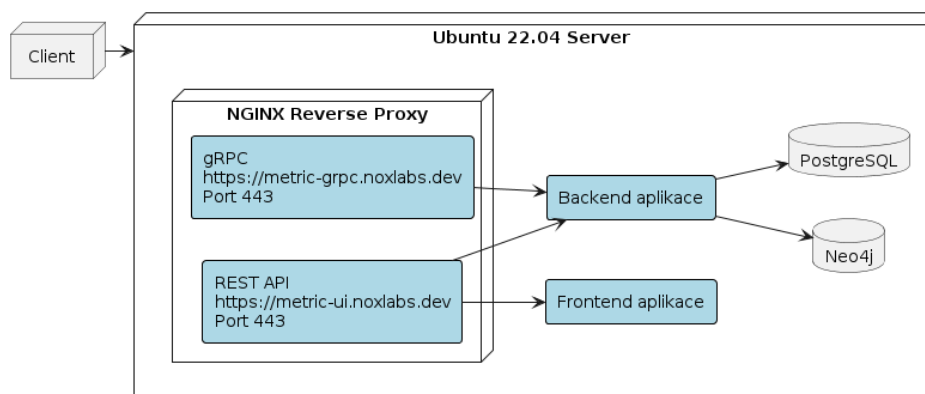 Ubuntu 22.04 Server
Client
NGINX Reverse Proxy
gRPC
https://metric-grpc.noxlabs.dev
Port 443
REST API
https://metric-ui.noxlabs.dev
Port 443
Backend aplikace
Frontend aplikace
PostgreSQL
Neo4j